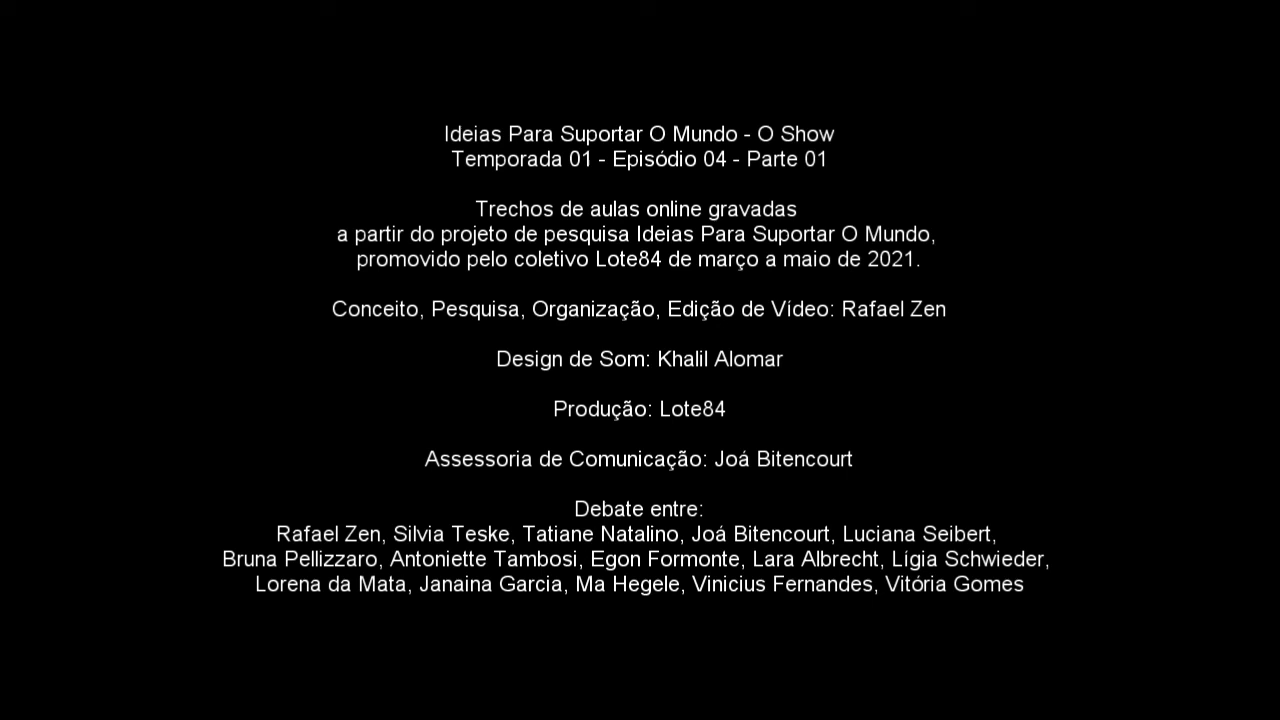 Ideias Para Suportar O Mundo - O Show
Temporada 01 - Episódio 04 - Parte 01
Trechos de aulas online gravadas
a partir do projeto de pesquisa Ideias Para Suportar O Mundo,
promovido pelo coletivo Lote84 de março a maio de 2021.
Conceito, Pesquisa, Organização, Edição de Vídeo: Rafael Zen
Design de Som: Khalil Alomar
Produção: Lote84
Assessoria de Comunicação: Joá Bitencourt
Debate entre:
Rafael Zen, Silvia Teske, Tatiane Natalino, Joá Bitencourt, Luciana Seibert,
Bruna Pellizzaro, Antoniette Tambosi, Egon Formonte, Lara Albrecht, Lígia Schwieder,
Lorena da Mata, Janaina Garcia, Ma Hegele, Vinicius Fernandes, Vitória Gomes